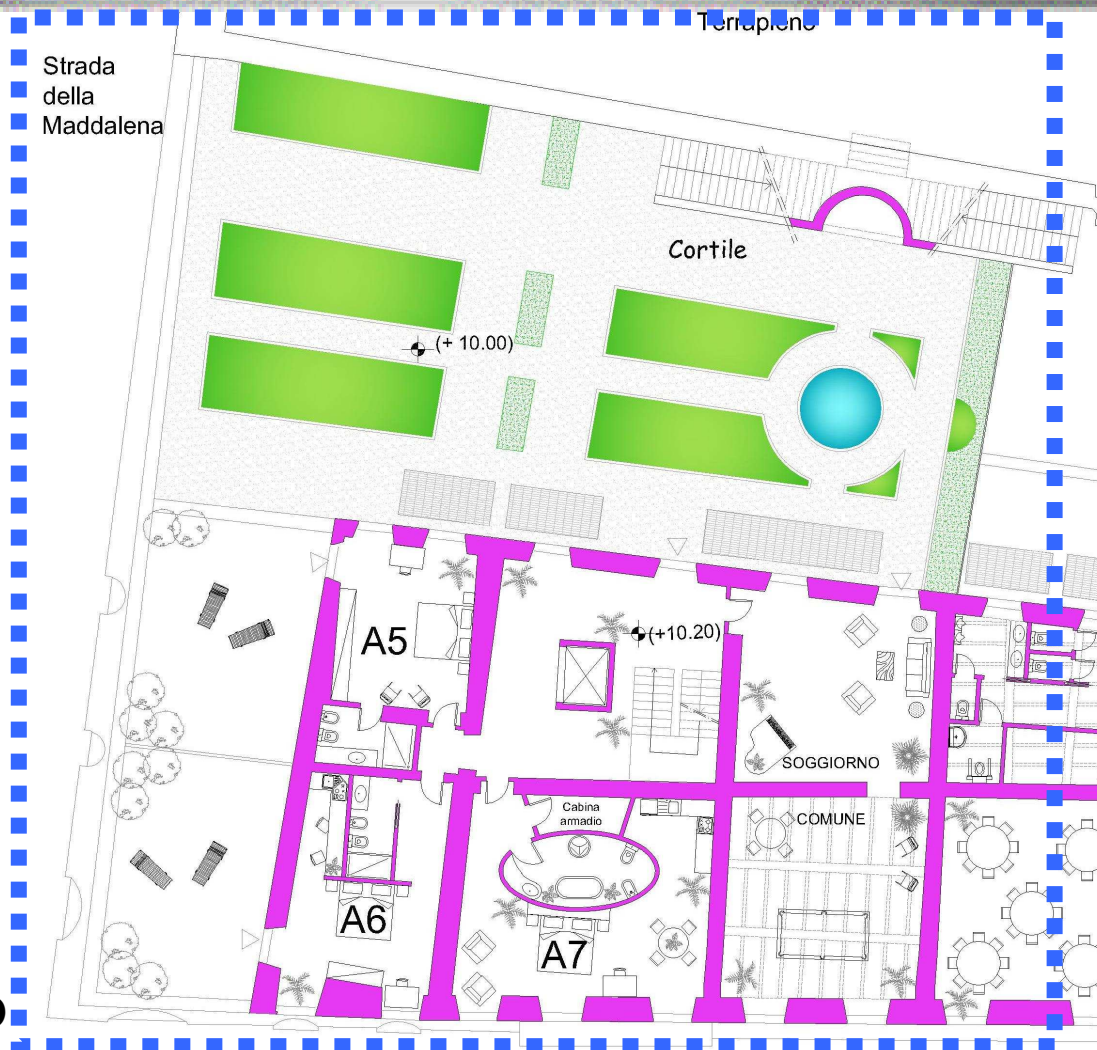 Terrapieno
Strada
della
Maddalena
Cortile
(+ 10.00)
A5
(+10.20)
SOGGIORNO
Cabina
armadio
COMUNE
A6
A7